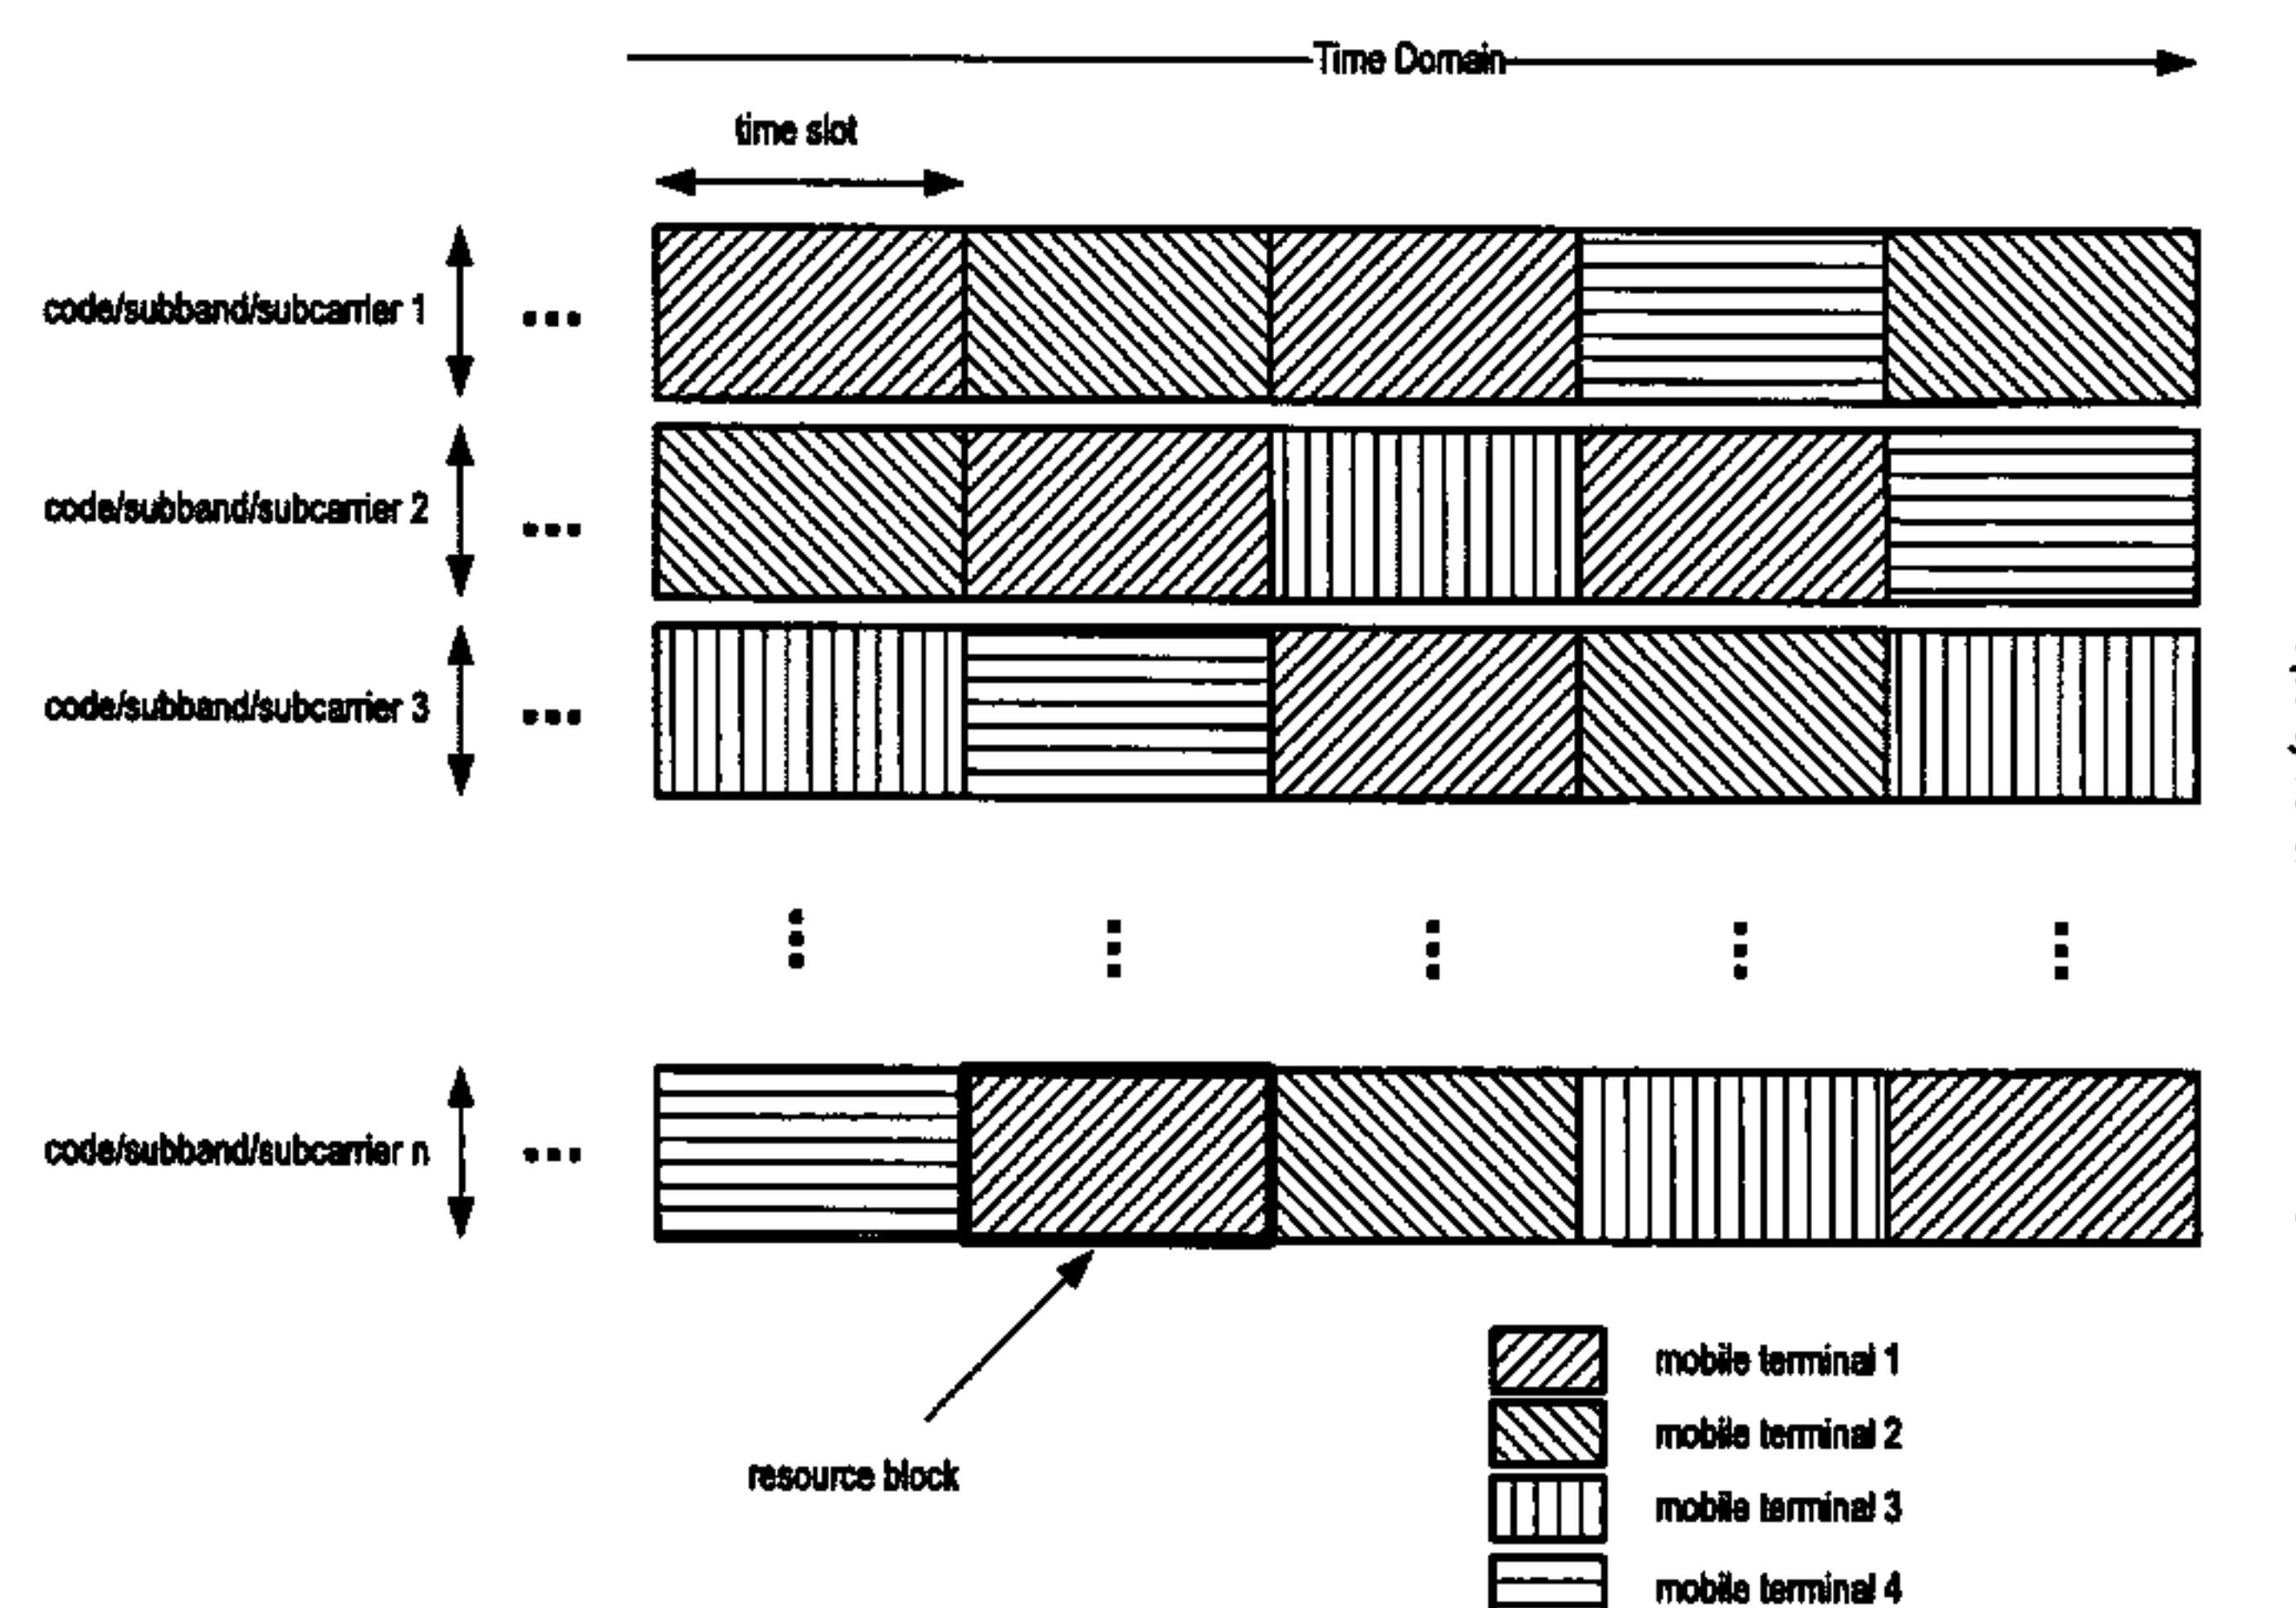 Time Domain
time slot
code/subband/subcarrier 1
code/subband/subcarrier 2
code/subband/subcarrier 3
code/subband/subcarrier n
resource block
mobile terminal 1
mobile terminal 2
mobile terminal 3
mobile terminal 4